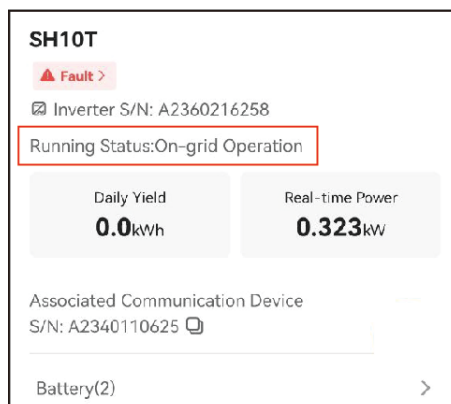 SH10T
Fault >
Inverter S/N: A2360216258
Running Status:On-grid Operation
Daily Yield
0.0kWh
Real-time Power
0.323kW
Associated Communication Device
S/N: A2340110625
Battery(2)